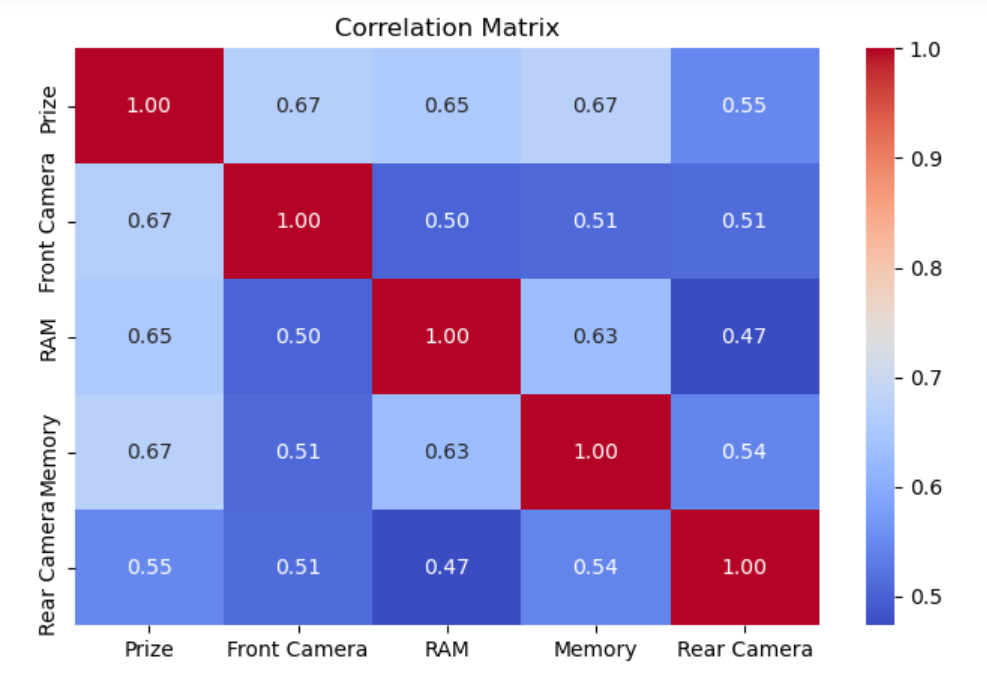 Correlation Matrix
Prize 1.00 0.67 0.65 0.67 0.55
Front Camera 0.67 1.00 0.50 0.51 0.51
RAM 0.65 0.50 1.00 0.63 0.47
Memory 0.67 0.51 0.63 1.00 0.54
Rear Camera 0.55 0.51 0.47 0.54 1.00
Prize Front Camera RAM Memory Rear Camera
1.0
0.9
0.8
0.7
0.6
0.5